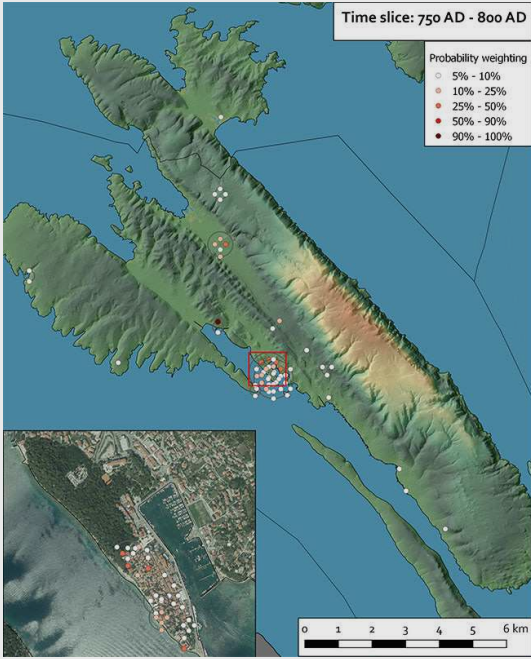 Time slice: 750 AD - 800 AD
Probability weighting
5% - 10%
10% - 25%
25% - 50%
50% - 90%
90% - 100%
0 1 2 3 4 5 6 km